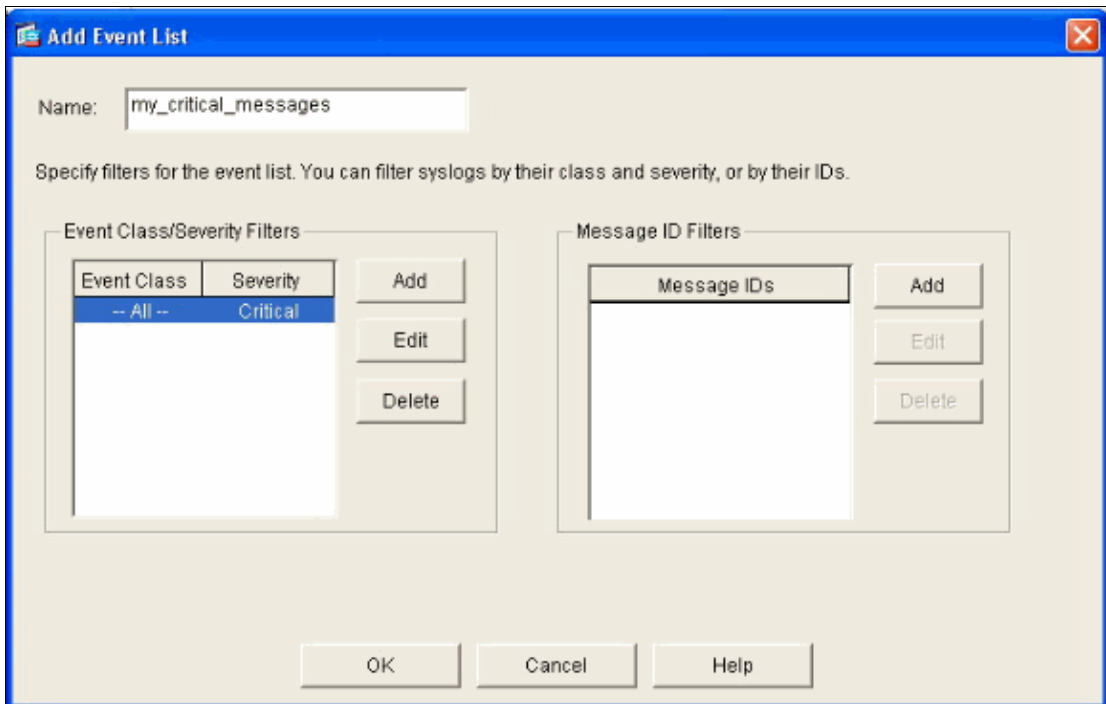 Add Event List
Name: my_critical_messages
Specify filters for the event list. You can filter syslogs by their class and severity, or by their IDs.
Event Class/Severity Filters
Event Class Severity
-- All -- Critical
Add
Edit
Delete
Message ID Filters
Message IDs
Add
Edit
Delete
OK Cancel Help